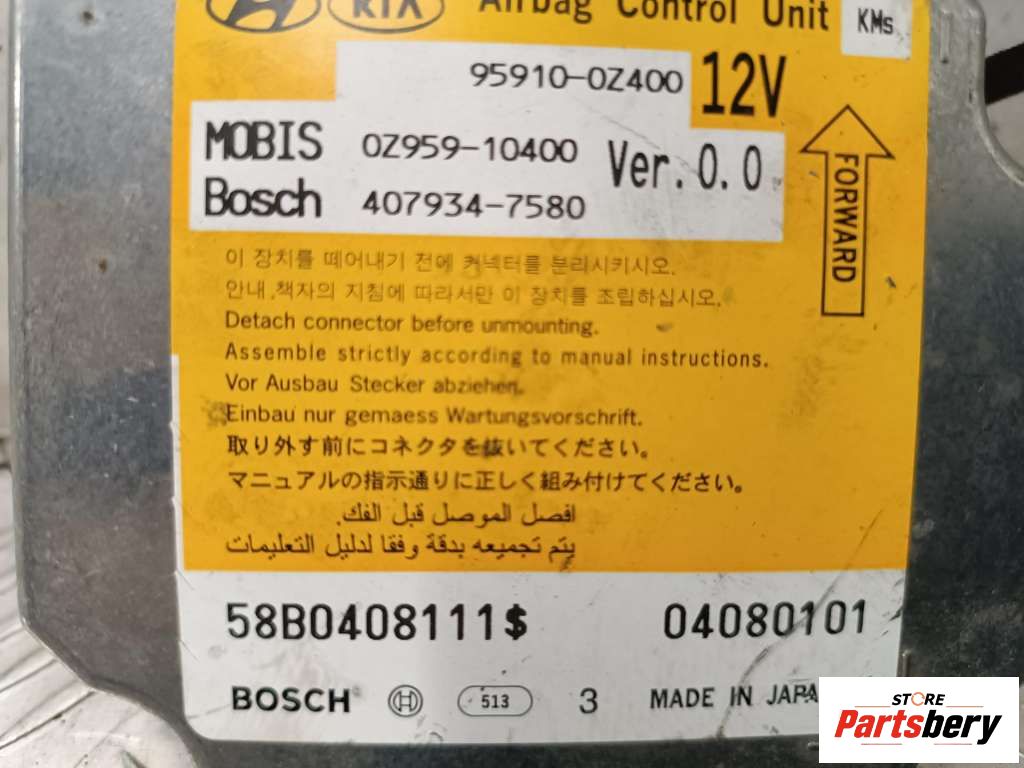 KIA Airbag Control Unit KMs
95910-0Z400 12V
MOBIS 0Z959-10400 Ver.0.0
Bosch 407934-7580
FORWARD
이 장치를 떼어내기 전에 커넥터를 분리시키시오.
안내 책자의 지침에 따라서만 이 장치를 조립하십시오.
Detach connector before unmounting.
Assemble strictly according to manual instructions.
Vor Ausbau Stecker abziehen.
Einbau nur gemaess Wartungsvorschrift.
取り外す前にコネクタを抜いてください。
マニュアルの指示通りに正しく組み付けてください。
افصل الموصل قبل الفك.
يتم تجميعه بدقة وفقا لدليل التعليمات
58B0408111$ 04080101
BOSCH 513 3 MADE IN JAPA
STORE
Partsbery